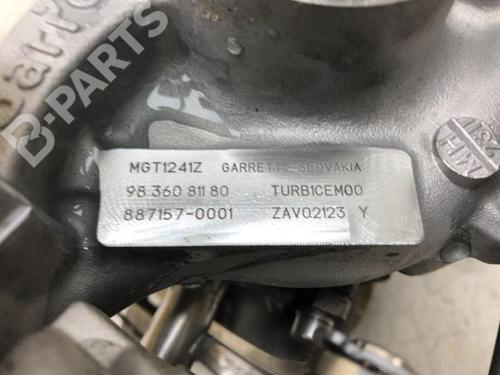 B-PARTS
MGT1241Z GARRETT SLOVAKIA
98 360 811 80 TURB1CEM00
887157-0001 ZAV02123 Y